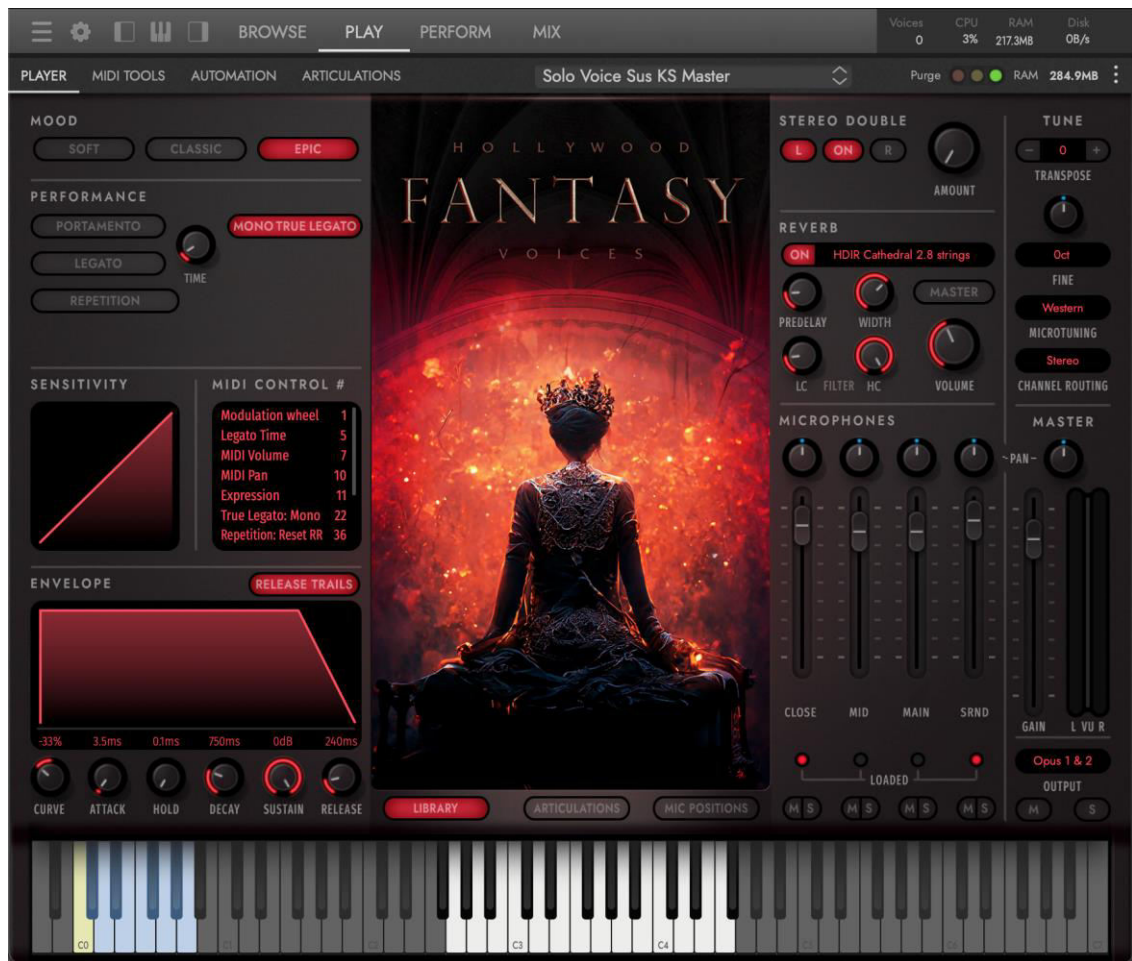 BROWSE PLAY PERFORM MIX
Voices CPU RAM Disk
0 3% 217.3MB 0B/s
PLAYER MIDI TOOLS AUTOMATION ARTICULATIONS
Solo Voice Sus KS Master
Purge RAM 284.9MB
MOOD
SOFT CLASSIC EPIC
PERFORMANCE
PORTAMENTO
LEGATO
REPETITION
TIME
MONO TRUE LEGATO
SENSITIVITY
MIDI CONTROL #
Modulation wheel 1
Legato Time 5
MIDI Volume 7
MIDI Pan 10
Expression 11
True Legato: Mono 22
Repetition: Reset RR 36
ENVELOPE
RELEASE TRAILS
-33% 3.5ms 0.1ms 750ms 0dB 240ms
CURVE ATTACK HOLD DECAY SUSTAIN RELEASE
HOLLYWOOD
FANTASY
VOICES
LIBRARY ARTICULATIONS MIC POSITIONS
STEREO DOUBLE
L ON R
AMOUNT
REVERB
ON HDIR Cathedral 2.8 strings
PREDELAY WIDTH
MASTER
LC FILTER HC
VOLUME
MICROPHONES
CLOSE MID MAIN SRND
LOADED
M S M S M S M S
TUNE
- 0 +
TRANSPOSE
0ct
FINE
Western
MICROTUNING
Stereo
CHANNEL ROUTING
MASTER
~PAN~
GAIN L VU R
Opus 1 & 2
OUTPUT
M S
C0 C1 C2 C3 C4 C5 C6 C7